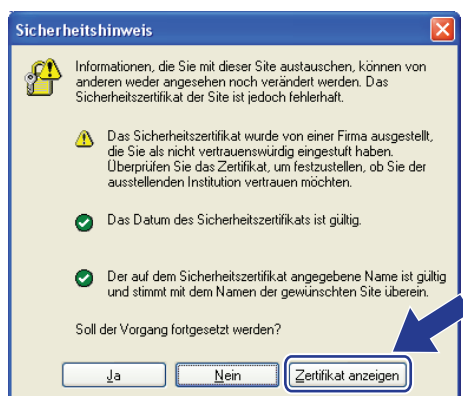 Sicherheitshinweis
Informationen, die Sie mit dieser Site austauschen, können von
anderen weder angesehen noch verändert werden. Das
Sicherheitszertifikat der Site ist jedoch fehlerhaft.
Das Sicherheitszertifikat wurde von einer Firma ausgestellt,
die Sie als nicht vertrauenswürdig eingestuft haben.
Überprüfen Sie das Zertifikat, um festzustellen, ob Sie der
ausstellenden Institution vertrauen möchten.
Das Datum des Sicherheitszertifikats ist gültig.
Der auf dem Sicherheitszertifikat angegebene Name ist gültig
und stimmt mit dem Namen der gewünschten Site überein.
Soll der Vorgang fortgesetzt werden?
Ja Nein Zertifikat anzeigen